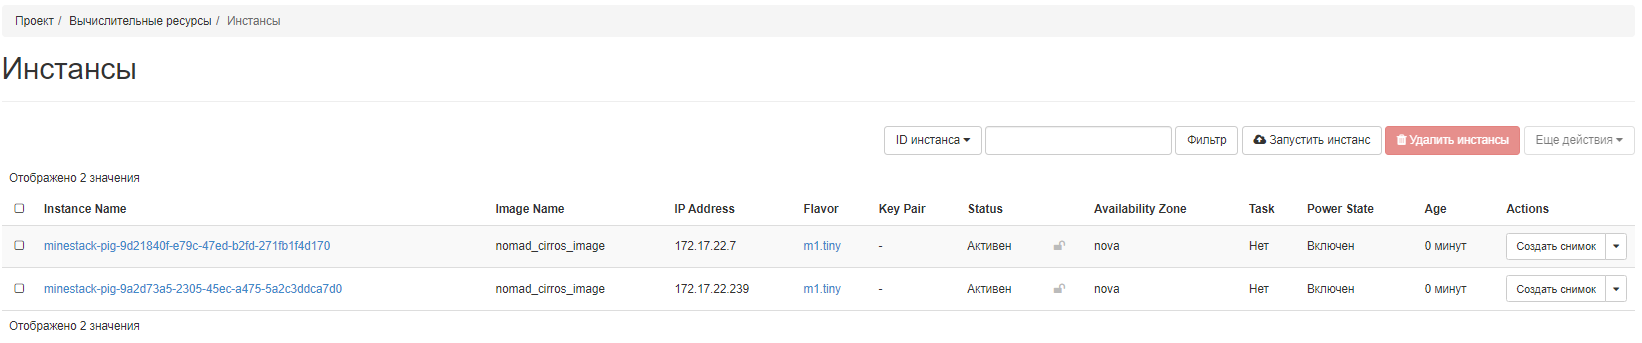 Проект / Вычислительные ресурсы / Инстансы
Инстансы
ID инстанса Фильтр Запустить инстанс Удалить инстансы Еще действия
Отображено 2 значения
Instance Name Image Name IP Address Flavor Key Pair Status Availability Zone Task Power State Age Actions
minestack-pig-9d21840f-e79c-47ed-b2fd-271fb1f4d170 nomad_cirros_image 172.17.22.7 m1.tiny - Активен nova Нет Включен 0 минут Создать снимок
minestack-pig-9a2d73a5-2305-45ec-a475-5a2c3ddca7d0 nomad_cirros_image 172.17.22.239 m1.tiny - Активен nova Нет Включен 0 минут Создать снимок
Отображено 2 значения